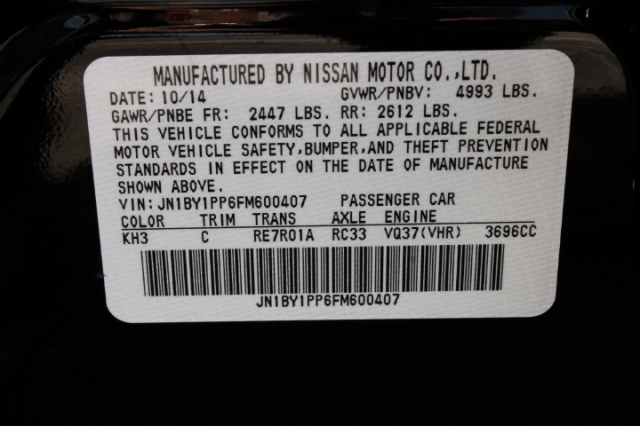 MANUFACTURED BY NISSAN MOTOR CO.,LTD.
DATE: 10/14 GVWR/PNBV: 4993 LBS.
GAWR/PNBE FR: 2447 LBS. RR: 2612 LBS.
THIS VEHICLE CONFORMS TO ALL APPLICABLE FEDERAL
MOTOR VEHICLE SAFETY,BUMPER,AND THEFT PREVENTION
STANDARDS IN EFFECT ON THE DATE OF MANUFACTURE
SHOWN ABOVE.
VIN: JN1BY1PP6FM600407 PASSENGER CAR
COLOR TRIM TRANS AXLE ENGINE
KH3 C RE7R01A RC33 VQ37(VHR) 3696CC
JN1BY1PP6FM600407